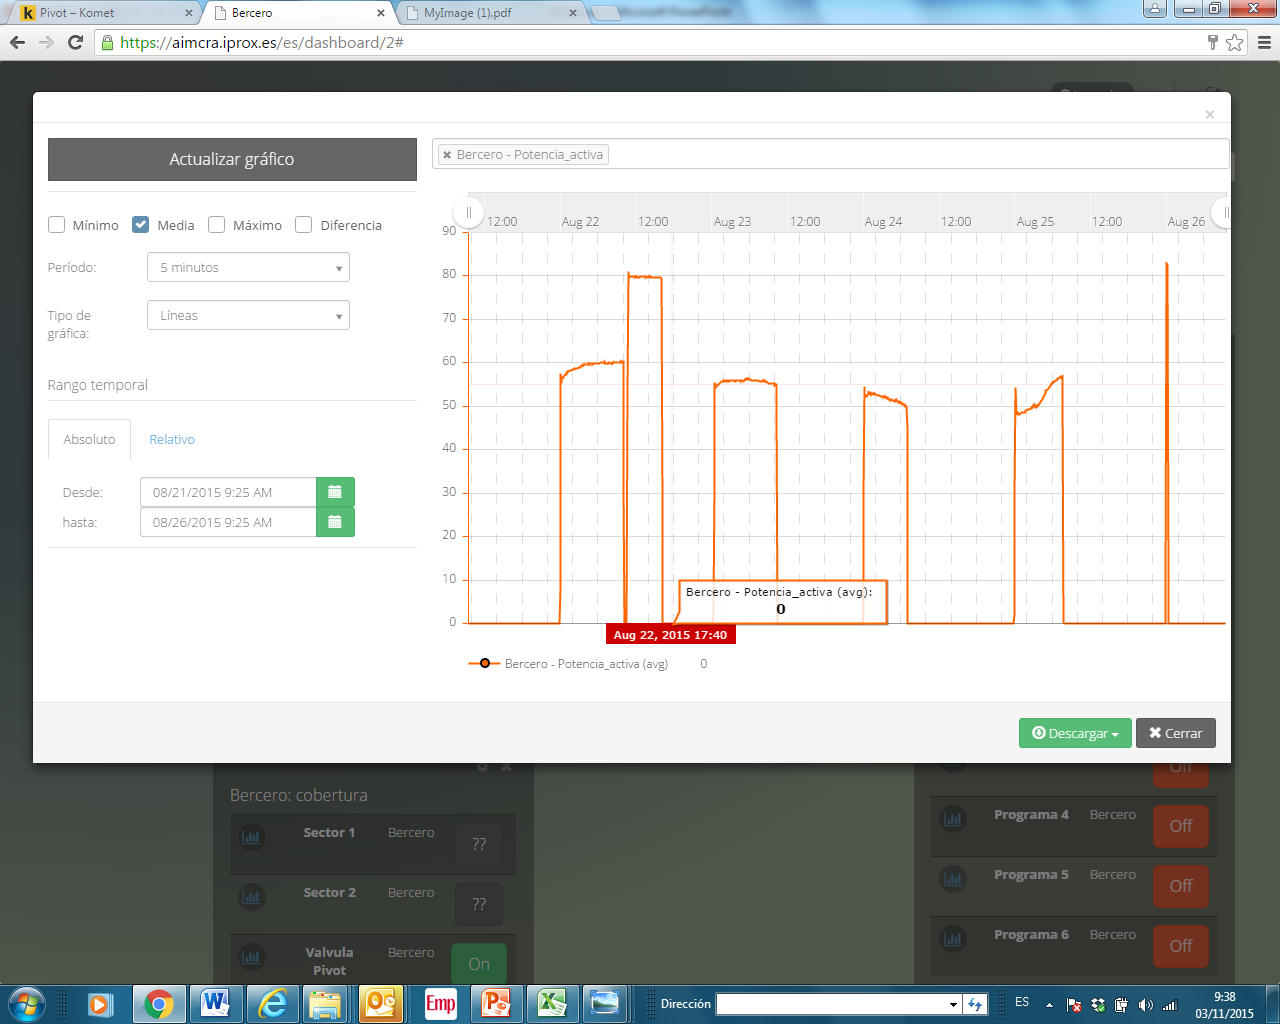 Pivot – Komet
Bercero
MyImage (1).pdf
Microsoft PowerPoint
https://aimcra.iprox.es/es/dashboard/2#
Actualizar gráfico
Bercero - Potencia_activa
Mínimo
Media
Máximo
Diferencia
Período:
5 minutos
Tipo de
gráfica:
Líneas
Rango temporal
Absoluto
Relativo
Desde:
08/21/2015 9:25 AM
hasta:
08/26/2015 9:25 AM
12:00
Aug 22
12:00
Aug 23
12:00
Aug 24
12:00
Aug 25
12:00
Aug 26
90
80
70
60
50
40
30
20
10
0
Bercero - Potencia_activa (avg):
0
Aug 22, 2015 17:40
Bercero - Potencia_activa (avg) 0
Descargar
Cerrar
Bercero: cobertura
Sector 1 Bercero ??
Sector 2 Bercero ??
Valvula
Pivot
Bercero On
Off
Programa 4 Bercero Off
Programa 5 Bercero Off
Programa 6 Bercero Off
Emp
Dirección
ES
9:38
03/11/2015